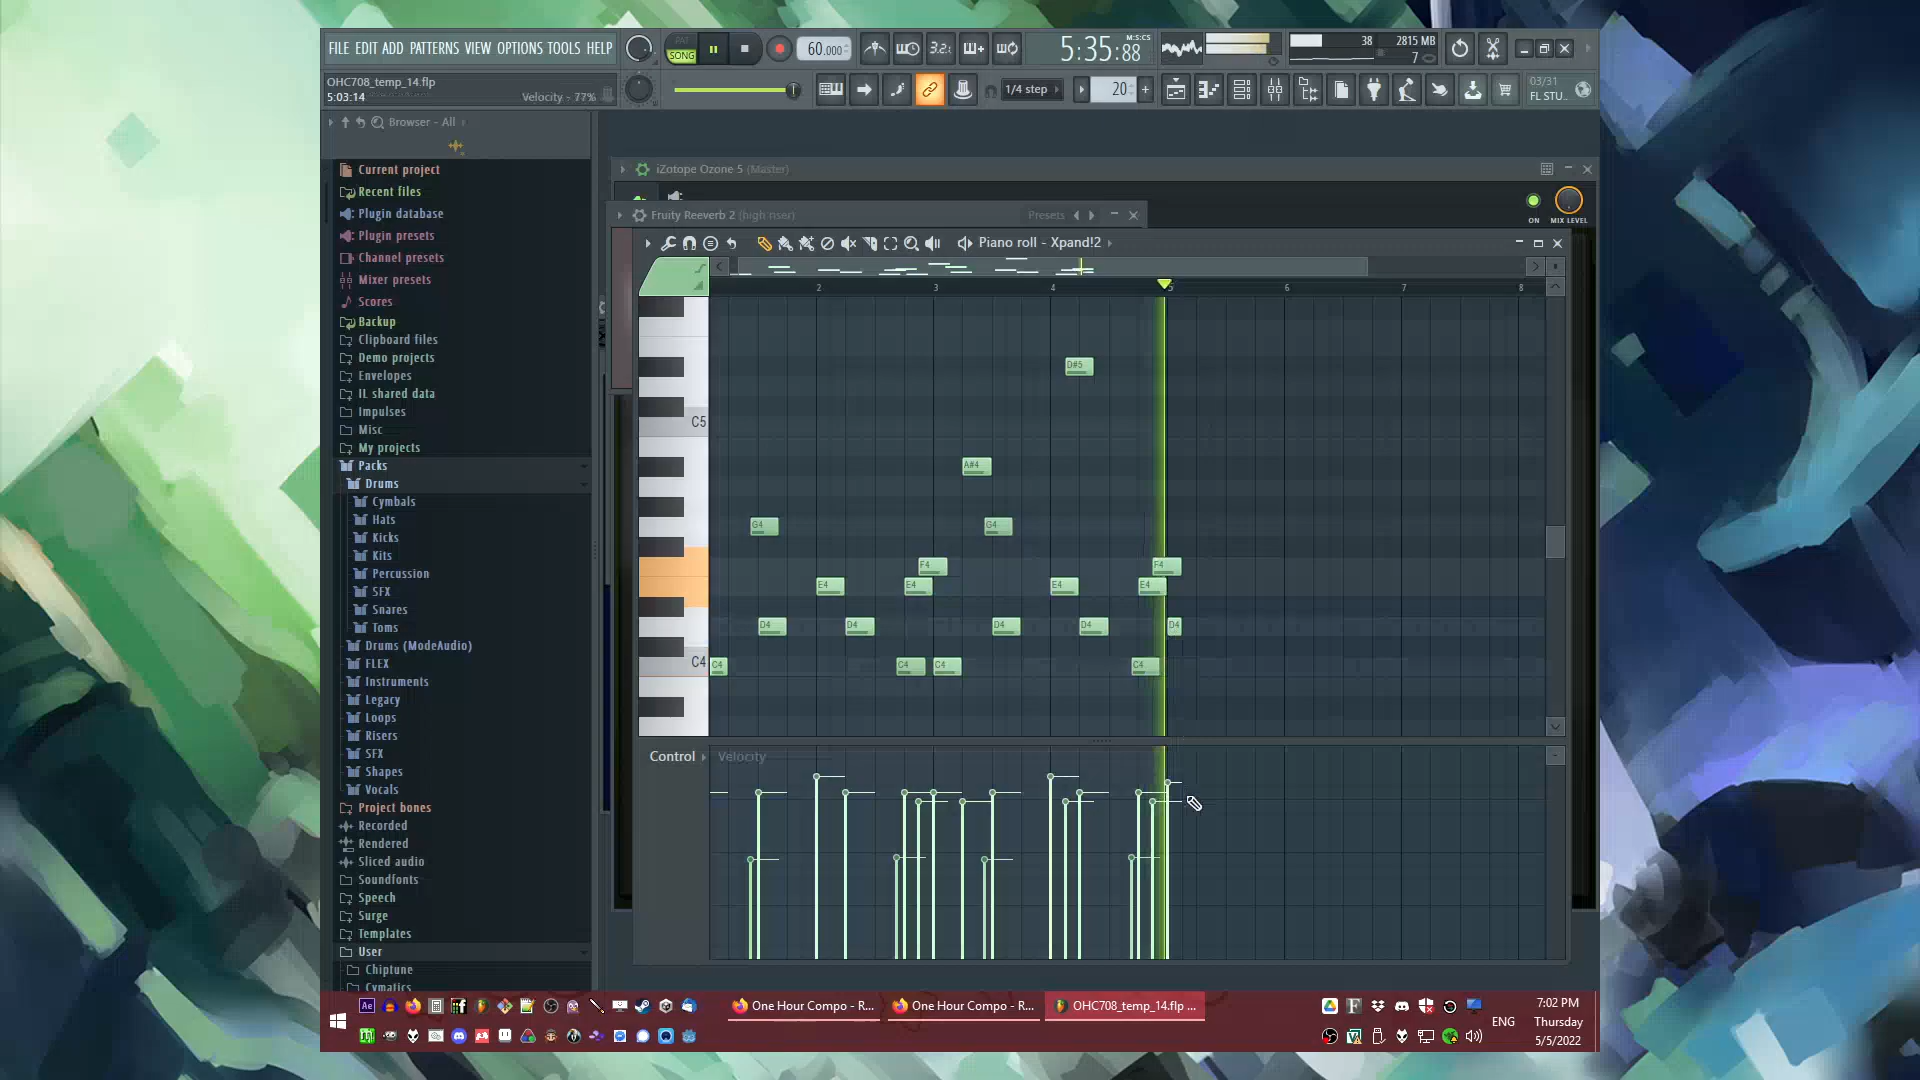 FILE EDIT ADD PATTERNS VIEW OPTIONS TOOLS HELP
PAT
SONG
60.000
3.2:
M:S:CS
5:35:88
38
2815 MB
7
OHC708_temp_14.flp
5:03:14
Velocity - 77%
1/4 step
20
03/31
FL STU..
Browser - All
Current project
Recent files
Plugin database
Plugin presets
Channel presets
Mixer presets
Scores
Backup
Clipboard files
Demo projects
Envelopes
IL shared data
Impulses
Misc
My projects
Packs
Drums
Cymbals
Hats
Kicks
Kits
Percussion
SFX
Snares
Toms
Drums (ModeAudio)
FLEX
Instruments
Legacy
Loops
Risers
SFX
Shapes
Vocals
Project bones
Recorded
Rendered
Sliced audio
Soundfonts
Speech
Surge
Templates
User
Chiptune
Cymatics
iZotope Ozone 5 (Master)
ON
MIX LEVEL
Fruity Reeverb 2 (high riser)
Presets
Piano roll - Xpand!2
2 3 4 5 6 7 8
D#5
C5
A#4
G4 G4
F4 F4
E4 E4 E4 E4
D4 D4 D4 D4 D4
C4 C4 C4 C4 C4
Control
Velocity
One Hour Compo - R...
One Hour Compo - R...
OHC708_temp_14.flp ...
ENG
7:02 PM
Thursday
5/5/2022